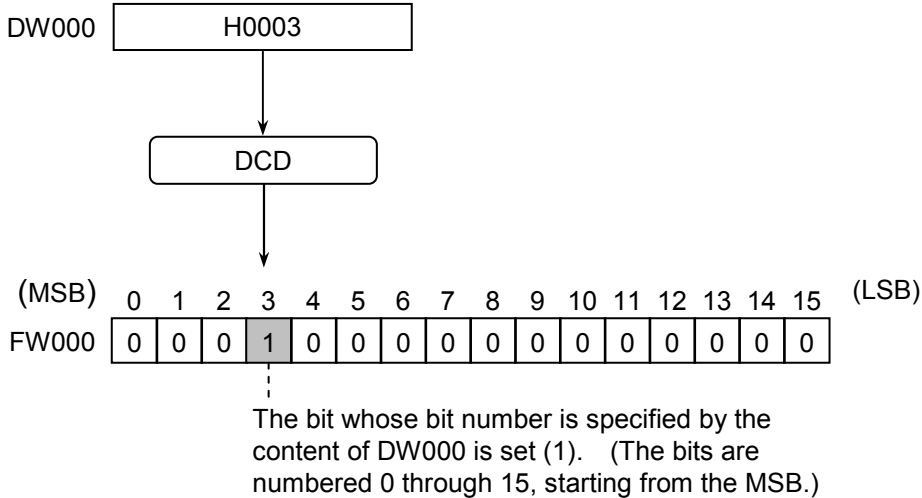 DW000 H0003
DCD
(MSB) 0 1 2 3 4 5 6 7 8 9 10 11 12 13 14 15 (LSB)
FW000 0 0 0 1 0 0 0 0 0 0 0 0 0 0 0 0
The bit whose bit number is specified by the
content of DW000 is set (1). (The bits are
numbered 0 through 15, starting from the MSB.)